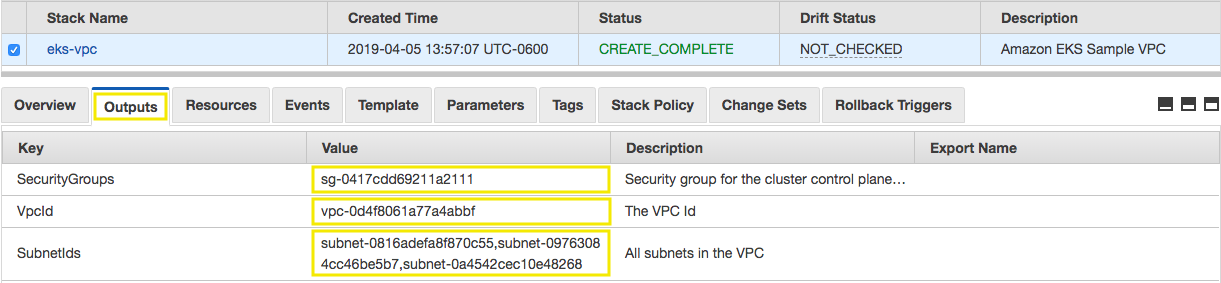 Stack Name Created Time Status Drift Status Description
eks-vpc 2019-04-05 13:57:07 UTC-0600 CREATE_COMPLETE NOT_CHECKED Amazon EKS Sample VPC
Overview Outputs Resources Events Template Parameters Tags Stack Policy Change Sets Rollback Triggers
Key Value Description Export Name
SecurityGroups sg-0417cdd69211a2111 Security group for the cluster control plane…
VpcId vpc-0d4f8061a77a4abbf The VPC Id
SubnetIds subnet-0816adefa8f870c55,subnet-0976308 All subnets in the VPC
4cc46be5b7,subnet-0a4542cec10e48268